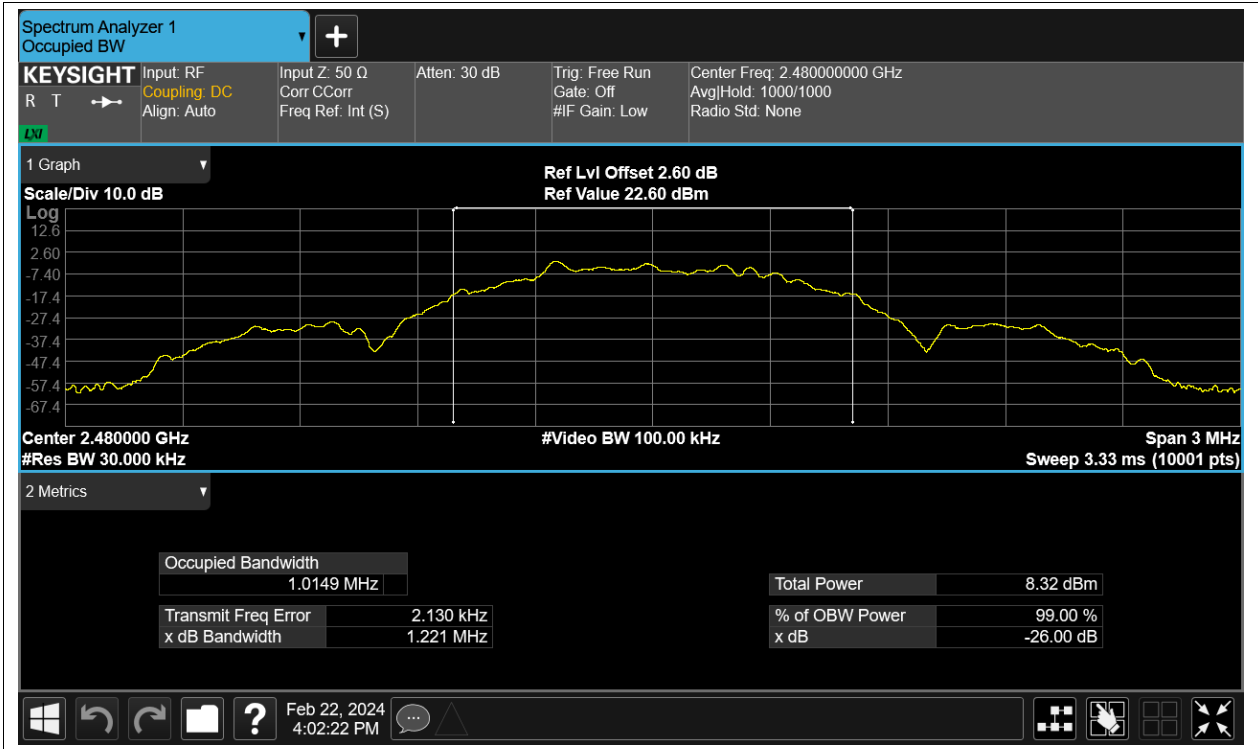 Spectrum Analyzer 1
Occupied BW
KEYSIGHT
R T
LXI
Input: RF
Coupling: DC
Align: Auto
Input Z: 50 Ω
Corr CCorr
Freq Ref: Int (S)
Atten: 30 dB
Trig: Free Run
Gate: Off
#IF Gain: Low
Center Freq: 2.480000000 GHz
Avg|Hold: 1000/1000
Radio Std: None
1 Graph
Scale/Div 10.0 dB
Ref Lvl Offset 2.60 dB
Ref Value 22.60 dBm
Log
12.6
2.60
-7.40
-17.4
-27.4
-37.4
-47.4
-57.4
-67.4
Center 2.480000 GHz
#Video BW 100.00 kHz
Span 3 MHz
#Res BW 30.000 kHz
Sweep 3.33 ms (10001 pts)
2 Metrics
Occupied Bandwidth
1.0149 MHz
Transmit Freq Error 2.130 kHz
x dB Bandwidth 1.221 MHz
Total Power 8.32 dBm
% of OBW Power 99.00 %
x dB -26.00 dB
?
Feb 22, 2024
4:02:22 PM